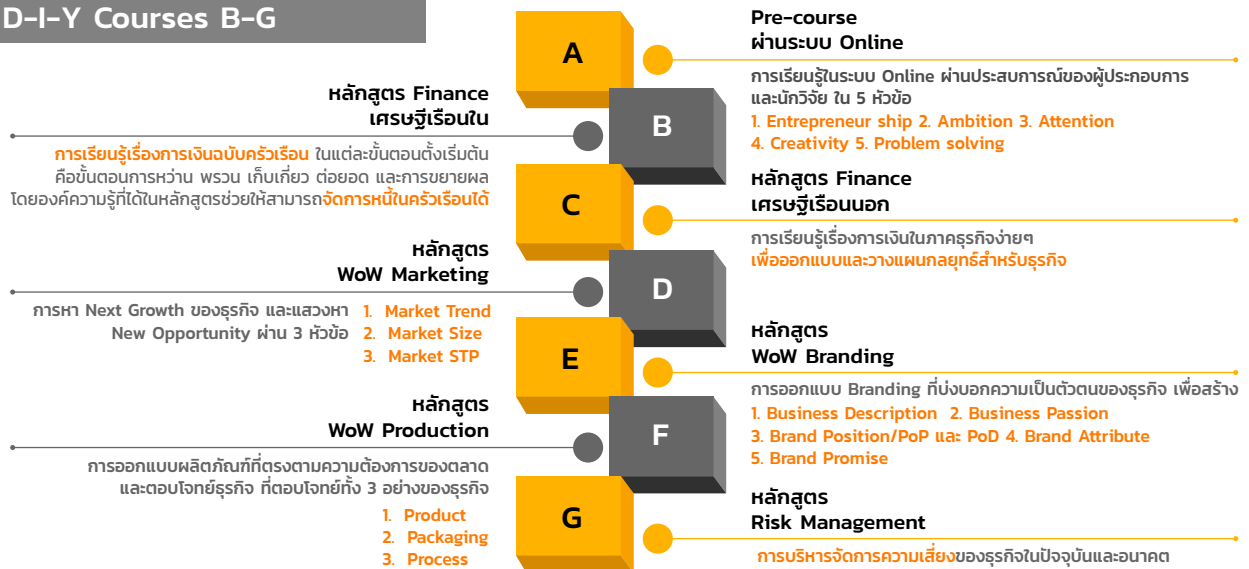 D-I-Y Courses B-G
A
Pre-course
ผ่านระบบ Online
การเรียนรู้ในระบบ Online ผ่านประสบการณ์ของผู้ประกอบการ
และนักวิจัย ใน 5 หัวข้อ
1. Entrepreneur ship 2. Ambition 3. Attention
4. Creativity 5. Problem solving
B
หลักสูตร Finance
เศรษฐีเรือนใน
การเรียนรู้เรื่องการเงินฉบับครัวเรือน ในแต่ละขั้นตอนตั้งเริ่มต้น
คือขั้นตอนการหว่าน พรวน เก็บเกี่ยว ต่อยอด และการขยายผล
โดยองค์ความรู้ที่ได้ในหลักสูตรช่วยให้สามารถจัดการหนี้ในครัวเรือนได้
C
หลักสูตร Finance
เศรษฐีเรือนนอก
การเรียนรู้เรื่องการเงินในภาคธุรกิจง่ายๆ
เพื่อออกแบบและวางแผนกลยุทธ์สำหรับธุรกิจ
D
หลักสูตร
WoW Marketing
การหา Next Growth ของธุรกิจ และแสวงหา
New Opportunity ผ่าน 3 หัวข้อ
1. Market Trend
2. Market Size
3. Market STP
E
หลักสูตร
WoW Branding
การออกแบบ Branding ที่บ่งบอกความเป็นตัวตนของธุรกิจ เพื่อสร้าง
1. Business Description 2. Business Passion
3. Brand Position/PoP และ PoD 4. Brand Attribute
5. Brand Promise
F
หลักสูตร
WoW Production
การออกแบบผลิตภัณฑ์ที่ตรงตามความต้องการของตลาด
และตอบโจทย์ธุรกิจ ที่ตอบโจทย์ทั้ง 3 อย่างของธุรกิจ
1. Product
2. Packaging
3. Process
G
หลักสูตร
Risk Management
การบริหารจัดการความเสี่ยงของธุรกิจในปัจจุบันและอนาคต